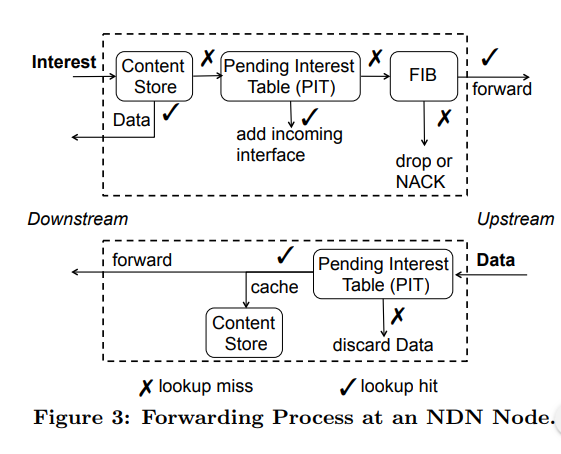 Interest
Content
Store
Pending Interest
Table (PIT)
FIB
forward
Data
add incoming
interface
drop or
NACK
Downstream
Upstream
forward
Pending Interest
Table (PIT)
Data
cache
Content
Store
discard Data
✗ lookup miss
✓ lookup hit
Figure 3: Forwarding Process at an NDN Node.